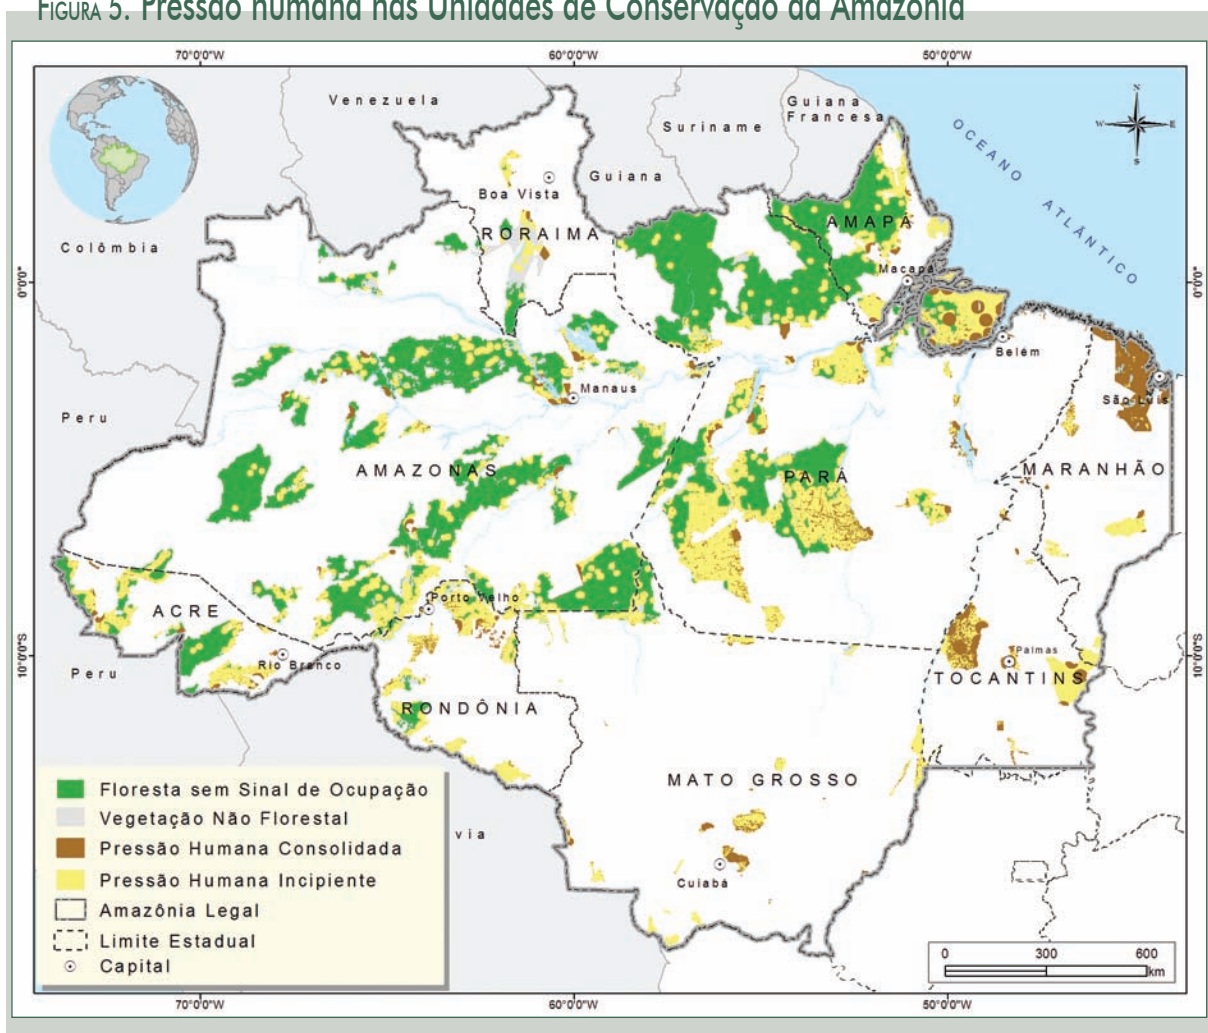 FIGURA 5. Pressão humana nas Unidades de Conservação da Amazônia
70°0'0"W 60°0'0"W 50°0'0"W
Venezuela
Guiana
Francesa
Suriname
Guiana
Colômbia
Peru
Peru
OCEANO ATLÂNTICO
N
W E
S
0°0'0" 0°0'0"
10°0'0"S 10°0'0"S
Boa Vista
RORAIMA
AMAPÁ
Macapá
Belém
São Luís
Manaus
AMAZONAS
PARÁ
MARANHÃO
ACRE
Porto Velho
Rio Branco
RONDÔNIA
Palmas
TOCANTINS
MATO GROSSO
Cuiabá
via
Floresta sem Sinal de Ocupação
Vegetação Não Florestal
Pressão Humana Consolidada
Pressão Humana Incipiente
Amazônia Legal
Limite Estadual
Capital
0 300 600
km
70°0'0"W 60°0'0"W 50°0'0"W